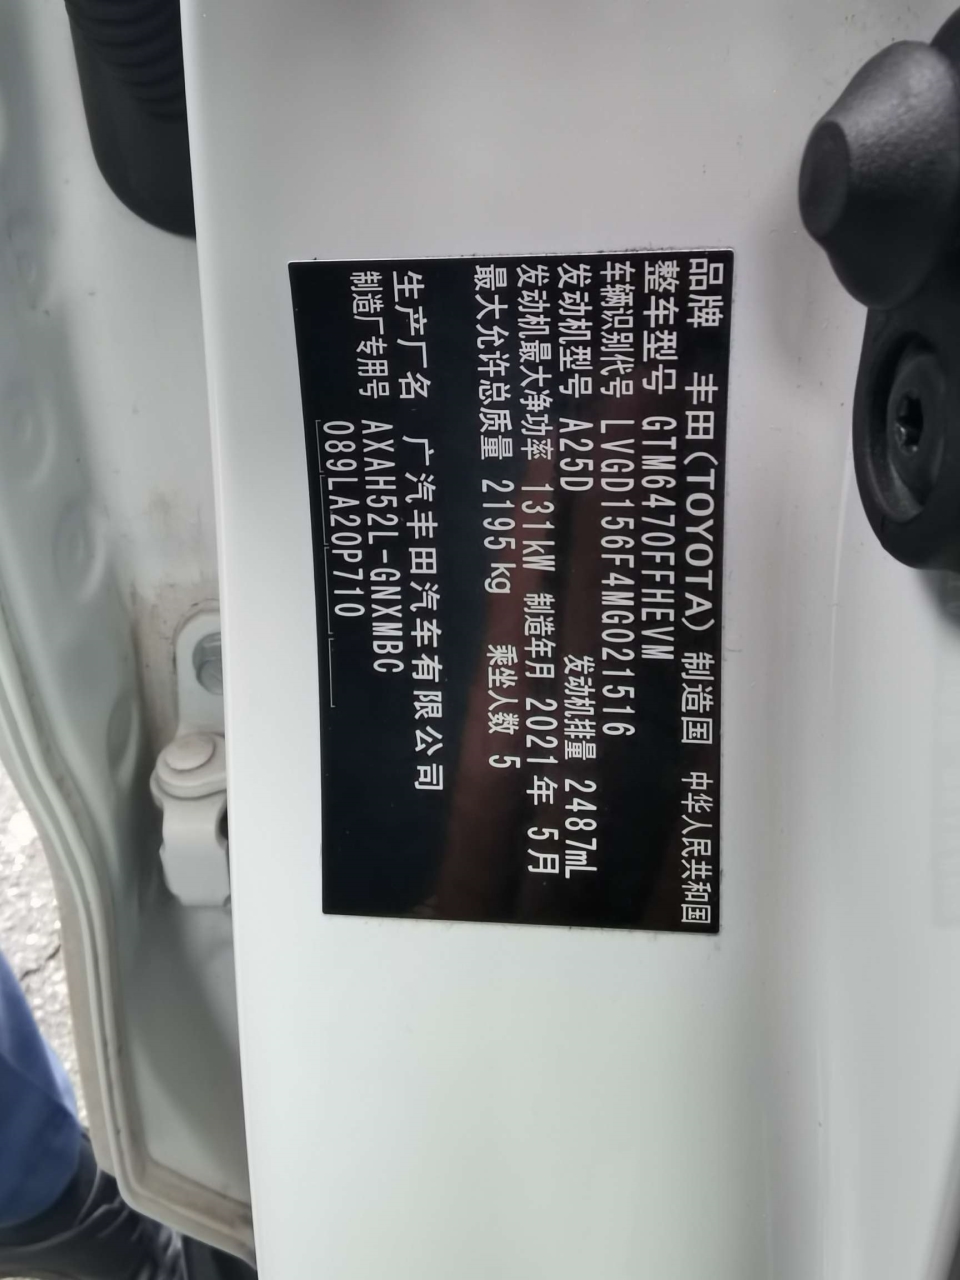 品牌 丰田(TOYOTA) 制造国 中华人民共和国
整车型号 GTM6470FFHEVM
车辆识别代号 LVGD156F4MG021516
发动机型号 A25D 发动机排量 2487mL
发动机最大净功率 131kW 制造年月 2021年 5月
最大允许总质量 2195kg 乘坐人数 5
生产厂名 广汽丰田汽车有限公司
制造厂专用号 AXAH52L-GNXMBC
089LA20P710